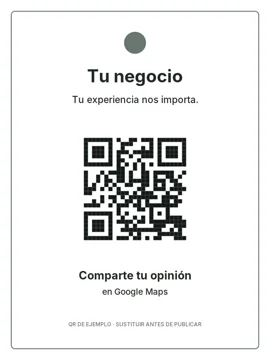 Tu negocio
Tu experiencia nos importa.
Comparte tu opinión
en Google Maps
QR DE EJEMPLO · SUSTITUIR ANTES DE PUBLICAR